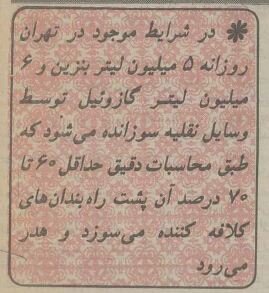 * در شرایط موجود در تهران
روزانه ۵ میلیون لیتر بنزین و ۶
میلیون لیتر گازوئیل توسط
وسایل نقلیه سوزانده می‌شود که
طبق محاسبات دقیق حداقل ۶۰ تا
۷۰ درصد آن پشت راه‌بندان‌های
کلافه کننده می‌سوزد و هدر
می‌رود